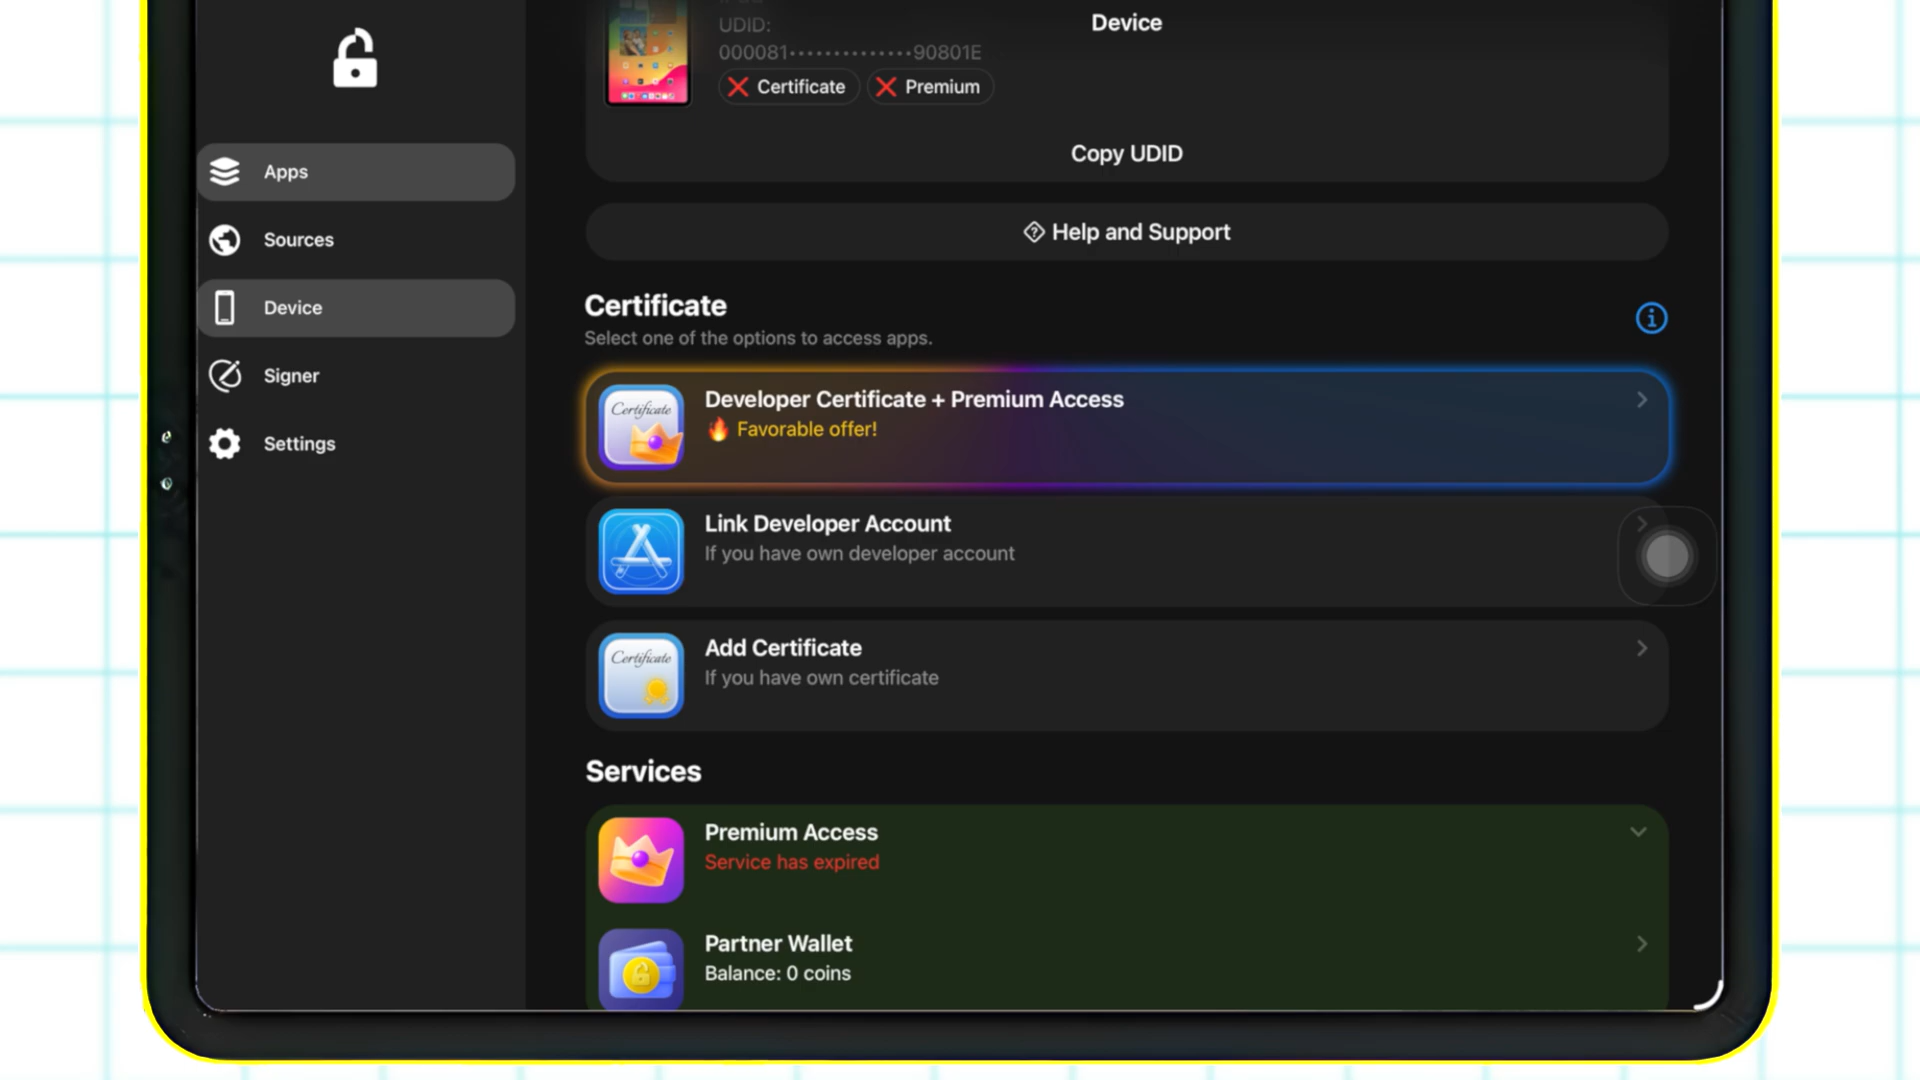 Device
UDID:
000081••••••••••••••90801E
Certificate
Premium
Copy UDID
Help and Support
Apps
Sources
Device
Signer
Settings
Certificate
Select one of the options to access apps.
Certificate
Developer Certificate + Premium Access
🔥 Favorable offer!
Link Developer Account
If you have own developer account
Certificate
Add Certificate
If you have own certificate
Services
Premium Access
Service has expired
Partner Wallet
Balance: 0 coins